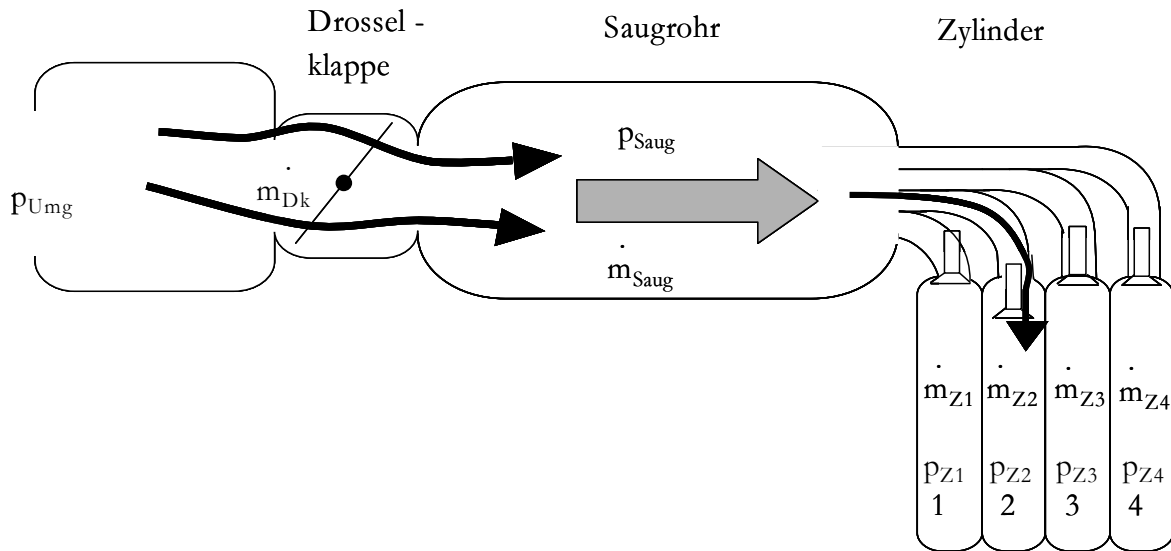 Drossel -
klappe
Saugrohr
Zylinder
pUmg
ṁDk
pSaug
ṁSaug
ṁZ1 ṁZ2 ṁZ3 ṁZ4
pZ1 pZ2 pZ3 pZ4
1 2 3 4